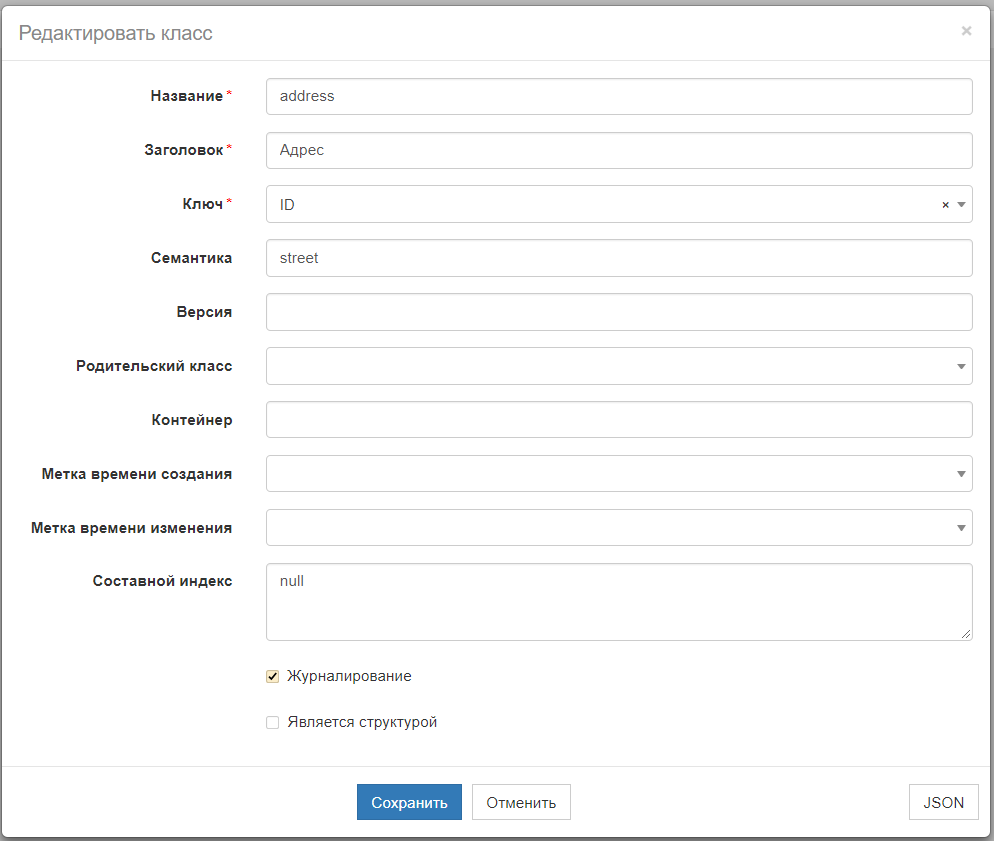 Редактировать класс ×
Название * address
Заголовок * Адрес
Ключ * ID ×
Семантика street
Версия
Родительский класс
Контейнер
Метка времени создания
Метка времени изменения
Составной индекс null
Журналирование
Является структурой
Сохранить Отменить JSON